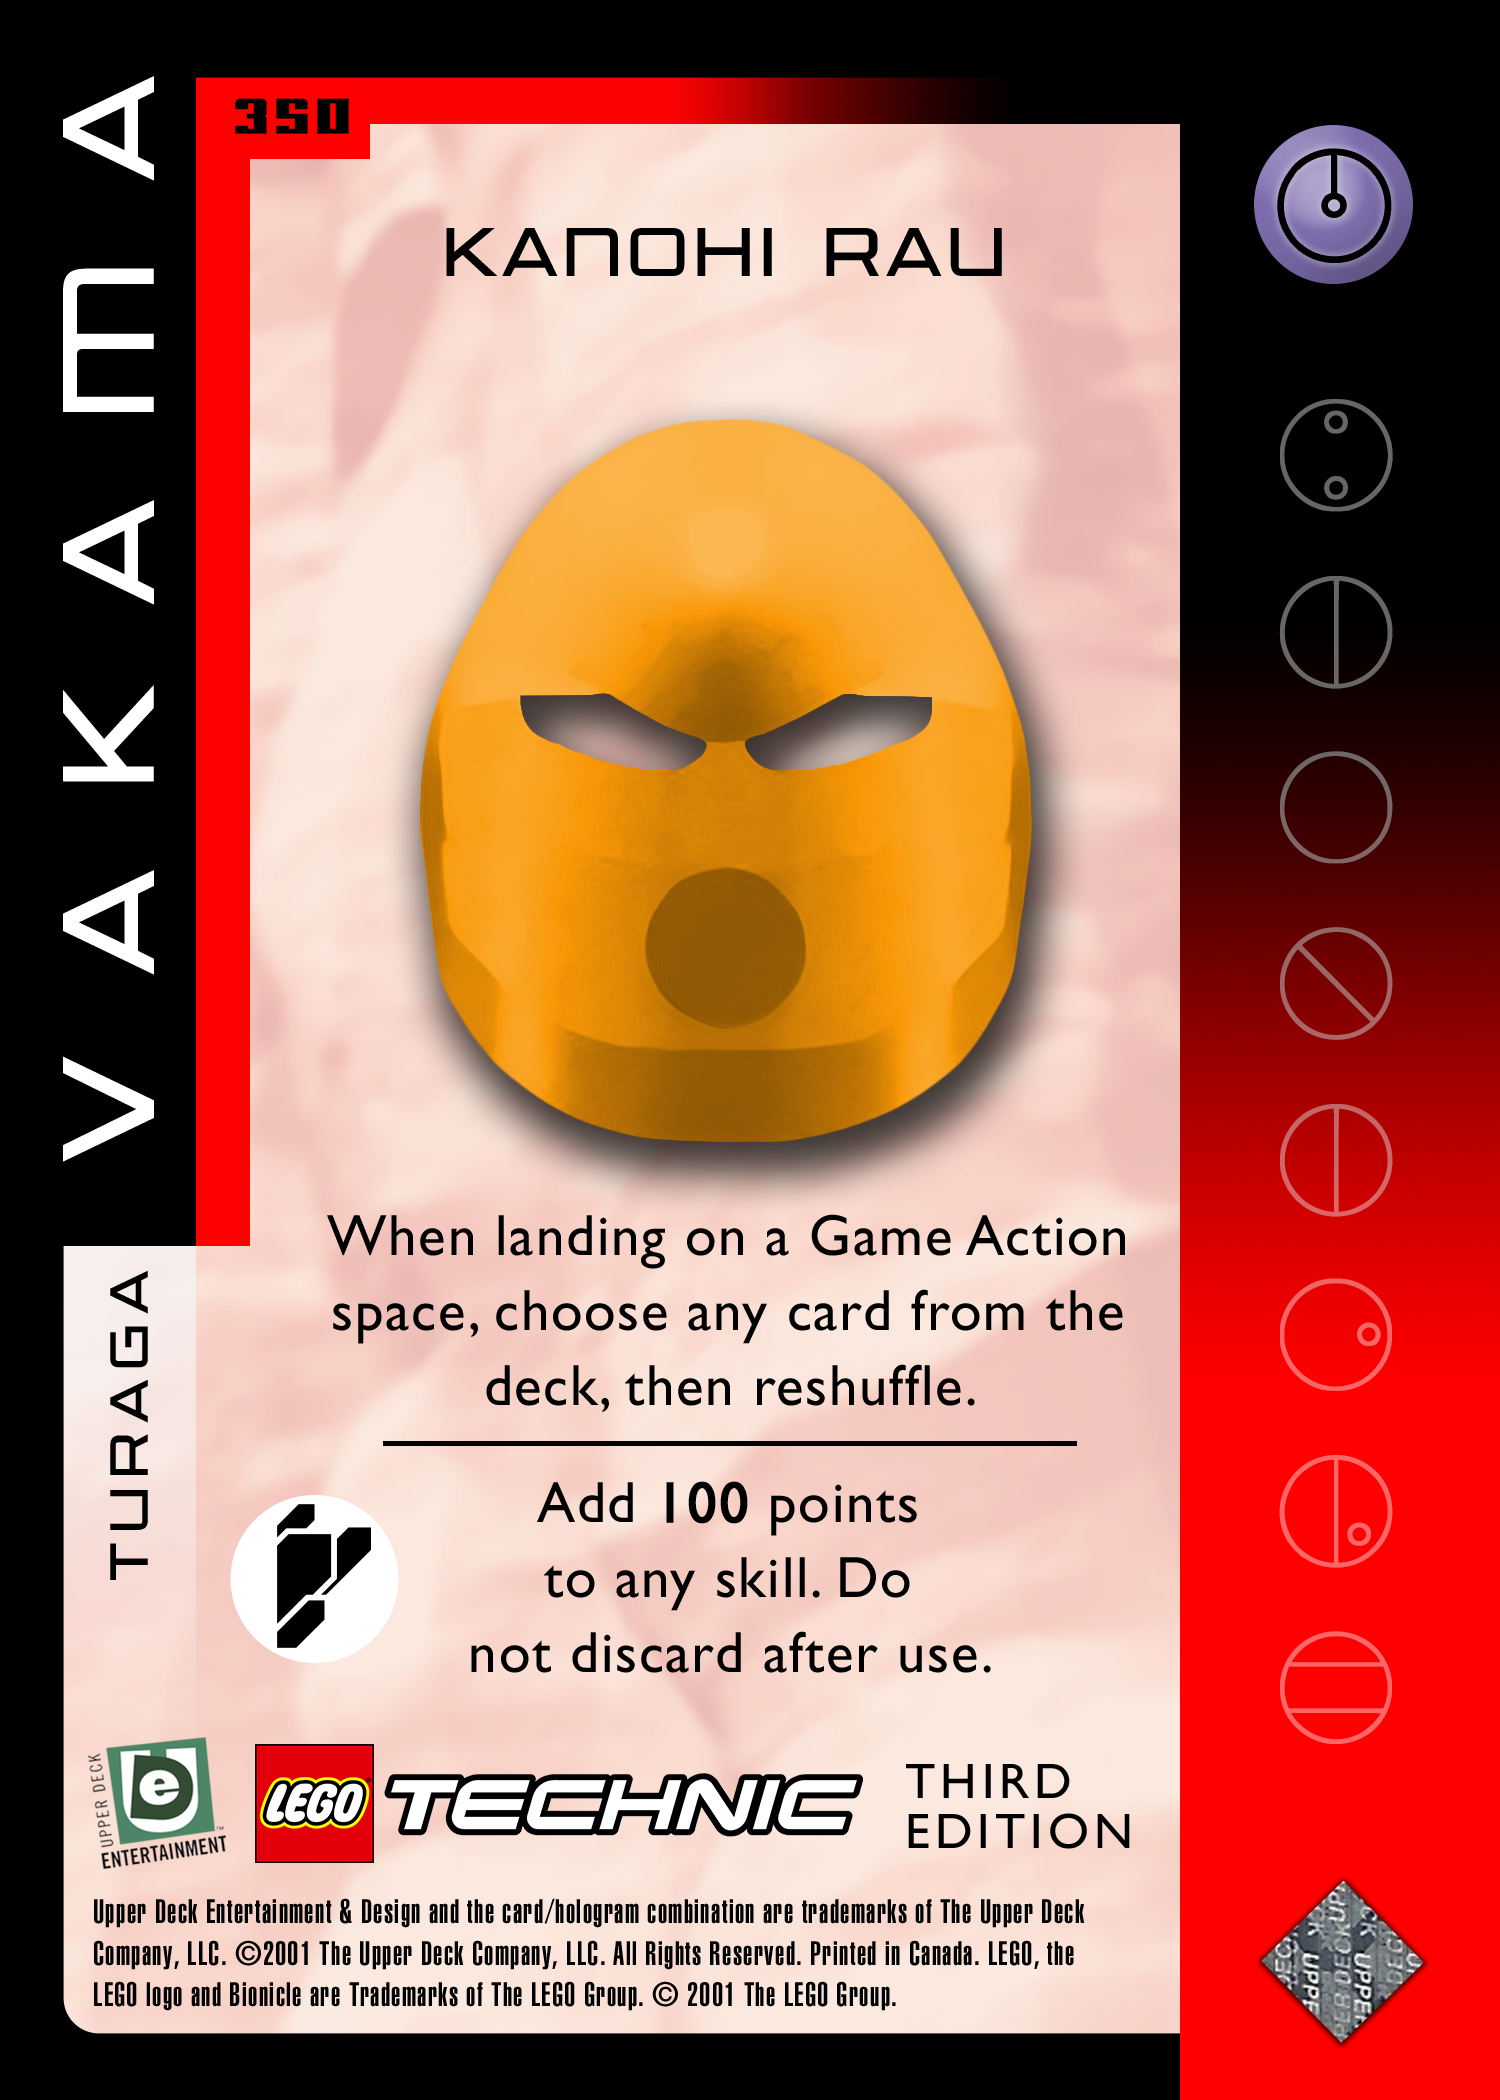 VAKAMA
TURAGA
350
KANOHI RAU
When landing on a Game Action
space, choose any card from the
deck, then reshuffle.
Add 100 points
to any skill. Do
not discard after use.
UPPER DECK
e
ENTERTAINMENT
™
LEGO
TECHNIC
THIRD
EDITION
Upper Deck Entertainment & Design and the card/hologram combination are trademarks of The Upper Deck
Company, LLC. ©2001 The Upper Deck Company, LLC. All Rights Reserved. Printed in Canada. LEGO, the
LEGO logo and Bionicle are Trademarks of The LEGO Group. © 2001 The LEGO Group.